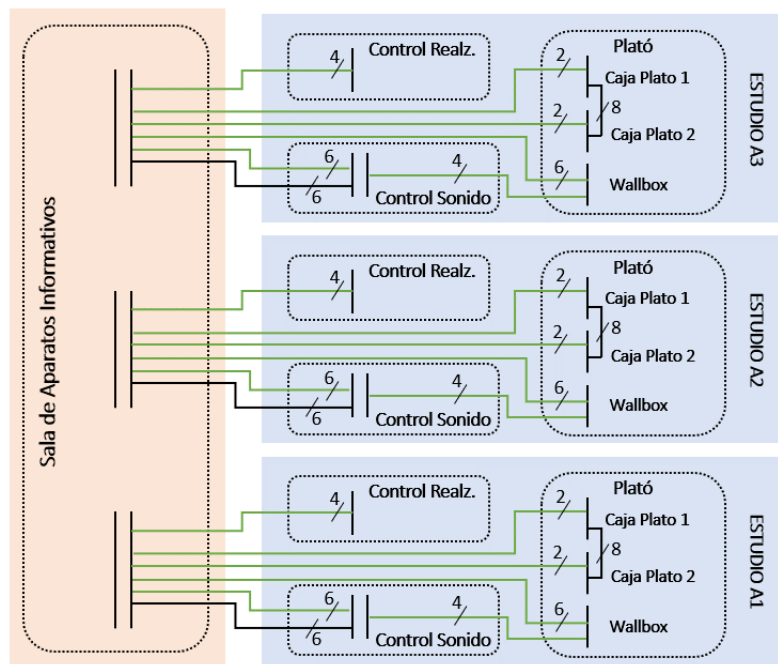 Sala de Aparatos Informativos
4
Control Realz.
2
Plató
Caja Plato 1
8
2
Caja Plato 2
6
6
4
Control Sonido
6
Wallbox
ESTUDIO A3
4
Control Realz.
2
Plató
Caja Plato 1
8
2
Caja Plato 2
6
6
4
Control Sonido
6
Wallbox
ESTUDIO A2
4
Control Realz.
2
Plató
Caja Plato 1
8
2
Caja Plato 2
6
6
4
Control Sonido
6
Wallbox
ESTUDIO A1